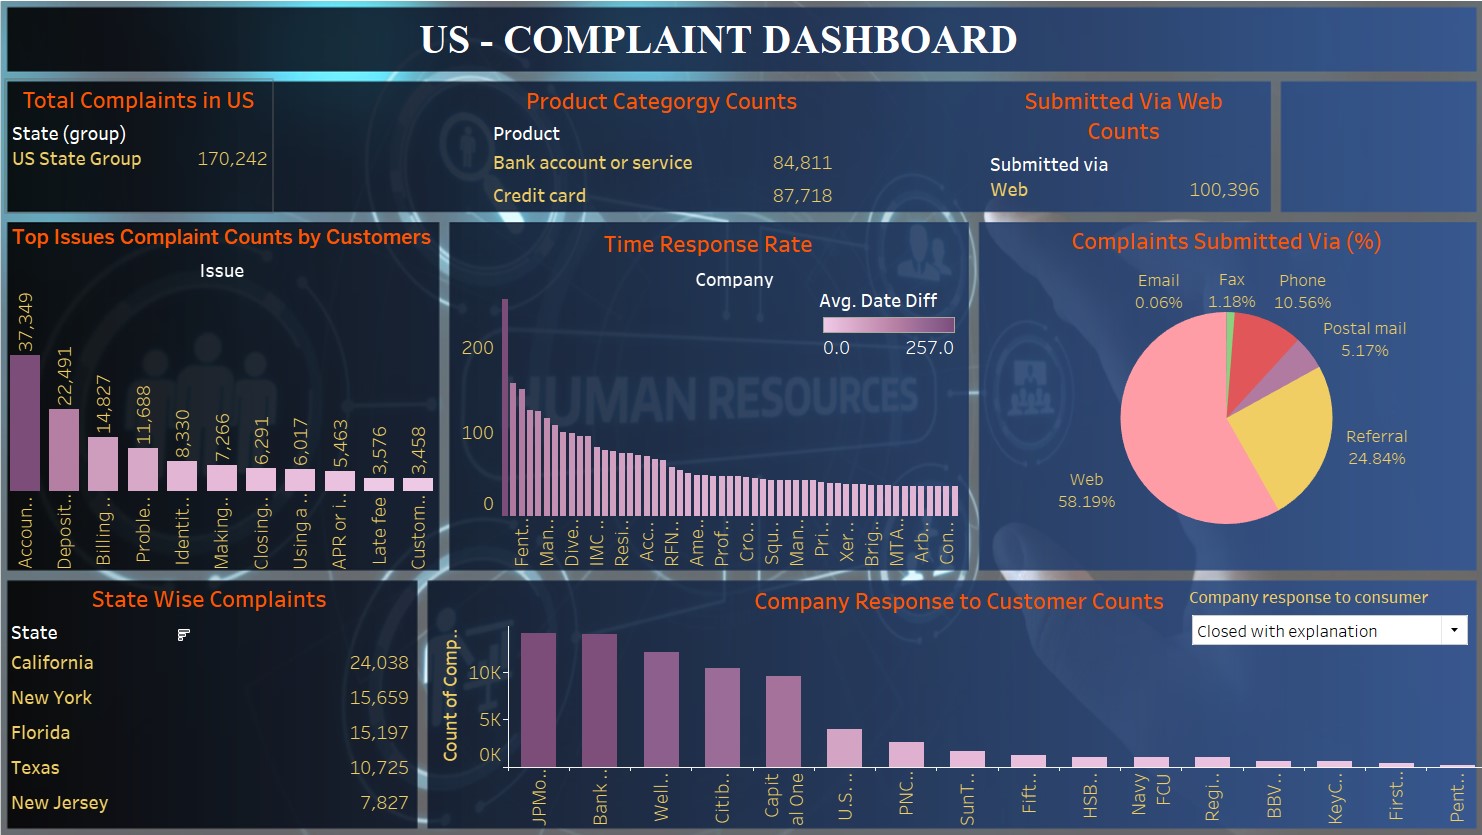 US - COMPLAINT DASHBOARD
Total Complaints in US
State (group)
US State Group 170,242
Product Categorgy Counts
Product
Bank account or service 84,811
Credit card 87,718
Submitted Via Web
Counts
Submitted via
Web 100,396
Top Issues Complaint Counts by Customers
Issue
37,349
22,491
14,827
11,688
8,330
7,266
6,291
6,017
5,463
3,576
3,458
Accoun..
Deposit..
Billing ..
Proble..
Identit..
Making..
Closing..
Using a ..
APR or i..
Late fee
Custom..
Time Response Rate
Company
Avg. Date Diff
0.0 257.0
200
100
0
HUMAN RESOURCES
Fent..
Man..
Dive..
IMC ..
Resi..
Acc..
RFN..
Ame..
Prof..
Cro..
Squ..
Man..
Pri..
Xer..
Brig..
MTA..
Arb..
Con..
Complaints Submitted Via (%)
Email
0.06%
Fax
1.18%
Phone
10.56%
Postal mail
5.17%
Referral
24.84%
Web
58.19%
State Wise Complaints
State
California 24,038
New York 15,659
Florida 15,197
Texas 10,725
New Jersey 7,827
Company Response to Customer Counts
Company response to consumer
Closed with explanation
Count of Comp..
10K
5K
0K
JPMo..
Bank ..
Well..
Citib..
Capit
al One
U.S. ..
PNC..
SunT..
Fift..
HSB..
Navy
FCU
Regi..
BBV..
KeyC..
First..
Pent..